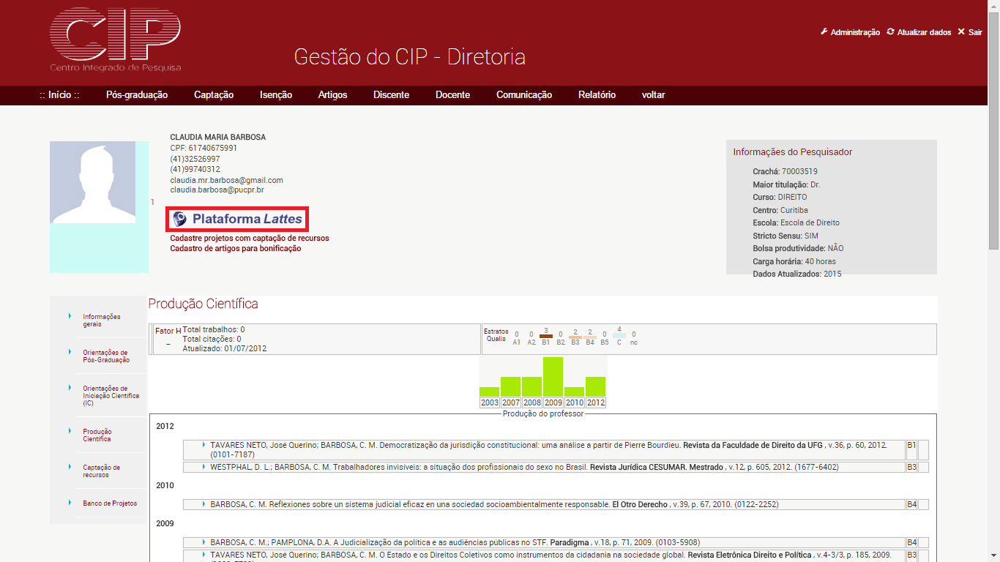 CIP
Centro Integrado de Pesquisa
Gestão do CIP - Diretoria
Administração Atualizar dados Sair
:: Início :: Pós-graduação Captação Isenção Artigos Discente Docente Comunicação Relatório voltar
CLAUDIA MARIA BARBOSA
CPF: 61740675991
(41)32526997
(41)99740312
claudia.mr.barbosa@gmail.com
claudia.barbosa@pucpr.br
1
Plataforma Lattes
Cadastre projetos com captação de recursos
Cadastro de artigos para bonificação
Informações do Pesquisador
Crachá: 70003519
Maior titulação: Dr.
Curso: DIREITO
Centro: Curitiba
Escola: Escola de Direito
Stricto Sensu: SIM
Bolsa produtividade: NÃO
Carga horária: 40 horas
Dados Atualizados: 2015
Informações
gerais
Orientações de
Pós-Graduação
Orientações de
Iniciação Científica
(IC)
Produção
Científica
Captação de
recursos
Banco de Projetos
Produção Científica
Fator H
–
Total trabalhos: 0
Total citações: 0
Atualizado: 01/07/2012
Estratos
Qualis
0 0 3 0 2 2 0 4 0
A1 A2 B1 B2 B3 B4 B5 C nc
2003 2007 2008 2009 2010 2012
Produção do professor
2012
TAVARES NETO, José Querino; BARBOSA, C. M. Democratização da jurisdição constitucional: uma análise a partir de Pierre Bourdieu. Revista da Faculdade de Direito da UFG , v.36, p. 60, 2012. B1
(0101-7187)
WESTPHAL, D. L.; BARBOSA, C. M. Trabalhadores invisiveis: a situação dos profissionais do sexo no Brasil. Revista Jurídica CESUMAR. Mestrado , v.12, p. 605, 2012. (1677-6402) B3
2010
BARBOSA, C. M. Reflexiones sobre un sistema judicial eficaz en una sociedad socioambientalmente responsable. El Otro Derecho , v.39, p. 67, 2010. (0122-2252) B4
2009
BARBOSA, C. M.; PAMPLONA, D.A. A Judicialização da política e as audiências públicas no STF. Paradigma , v.18, p. 71, 2009. (0103-5908) B4
TAVARES NETO, José Querino; BARBOSA, C. M. O Estado e os Direitos Coletivos como instrumentos da cidadania na sociedade global. Revista Eletrônica Direito e Política , v.4-3/3, p. 185, 2009. B3